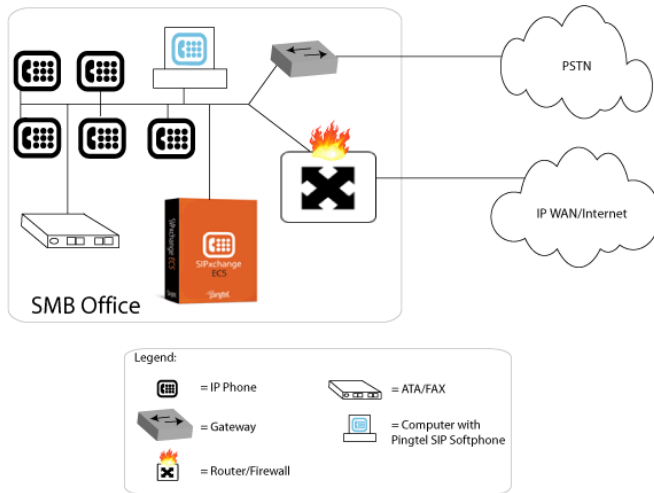 PSTN
IP WAN/Internet
SIPxchange
ECS
SIPxchange ECS
Pingtel
SMB Office
Legend:
= IP Phone
= ATA/FAX
= Gateway
= Computer with
Pingtel SIP Softphone
= Router/Firewall